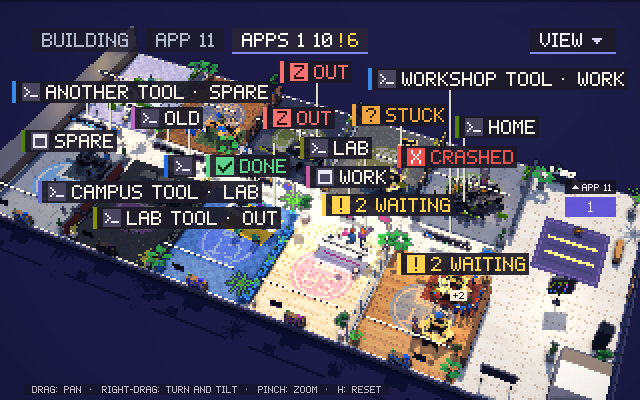 BUILDING
APP 11
APPS 1 10 !6
VIEW
Z OUT
WORKSHOP TOOL · WORK
ANOTHER TOOL · SPARE
OLD
Z OUT
? STUCK
HOME
SPARE
LAB
X CRASHED
DONE
WORK
CAMPUS TOOL · LAB
APP 11
1
! 2 WAITING
LAB TOOL · OUT
! 2 WAITING
+2
DRAG: PAN · RIGHT-DRAG: TURN AND TILT · PINCH: ZOOM · H: RESET